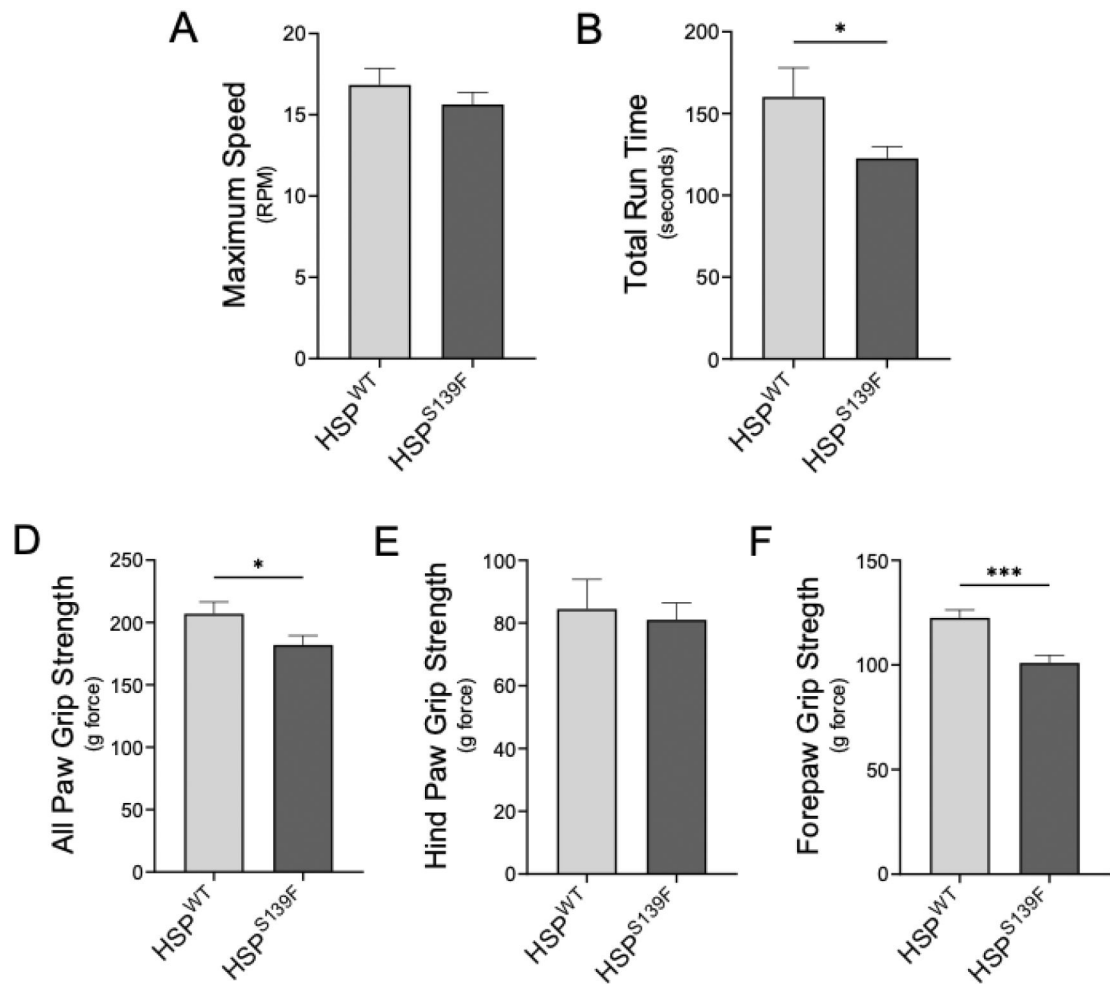 A
Maximum Speed
(RPM)
20
15
10
5
0
HSP^WT
HSP^S139F
B
Total Run Time
(seconds)
200
150
100
50
0
*
HSP^WT
HSP^S139F
D
All Paw Grip Strength
(g force)
250
200
150
100
50
0
*
HSP^WT
HSP^S139F
E
Hind Paw Grip Strength
(g force)
100
80
60
40
20
0
HSP^WT
HSP^S139F
F
Forepaw Grip Stregth
(g force)
150
100
50
0
***
HSP^WT
HSP^S139F